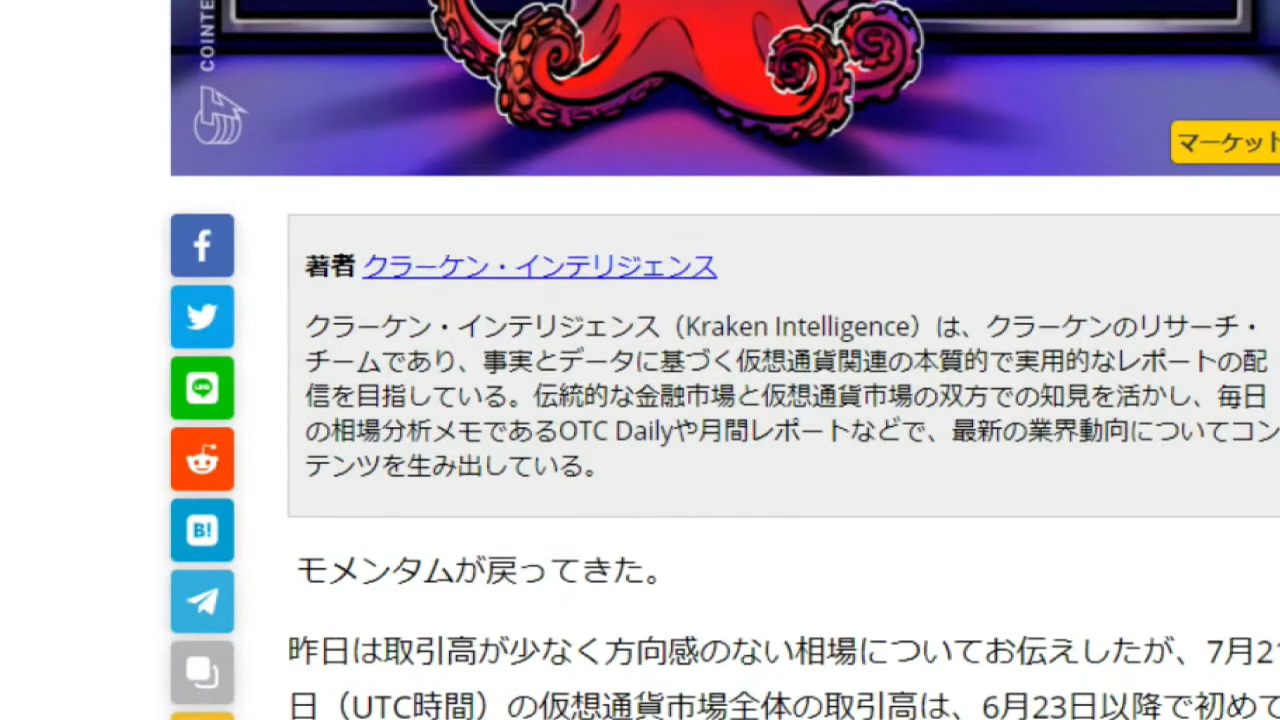 COINTE
マーケット
著者 クラーケン・インテリジェンス
クラーケン・インテリジェンス（Kraken Intelligence）は、クラーケンのリサーチ・
チームであり、事実とデータに基づく仮想通貨関連の本質的で実用的なレポートの配
信を目指している。伝統的な金融市場と仮想通貨市場の双方での知見を活かし、毎日
の相場分析メモであるOTC Dailyや月間レポートなどで、最新の業界動向についてコン
テンツを生み出している。
LINE
B!
モメンタムが戻ってきた。
昨日は取引高が少なく方向感のない相場についてお伝えしたが、7月21
日（UTC時間）の仮想通貨市場全体の取引高は、6月23日以降で初めて